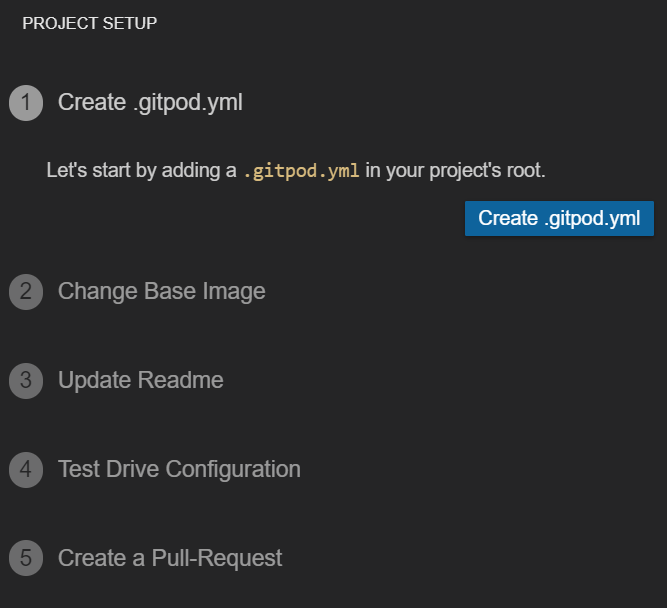 PROJECT SETUP
1 Create .gitpod.yml
Let's start by adding a .gitpod.yml in your project's root.
Create .gitpod.yml
2 Change Base Image
3 Update Readme
4 Test Drive Configuration
5 Create a Pull-Request